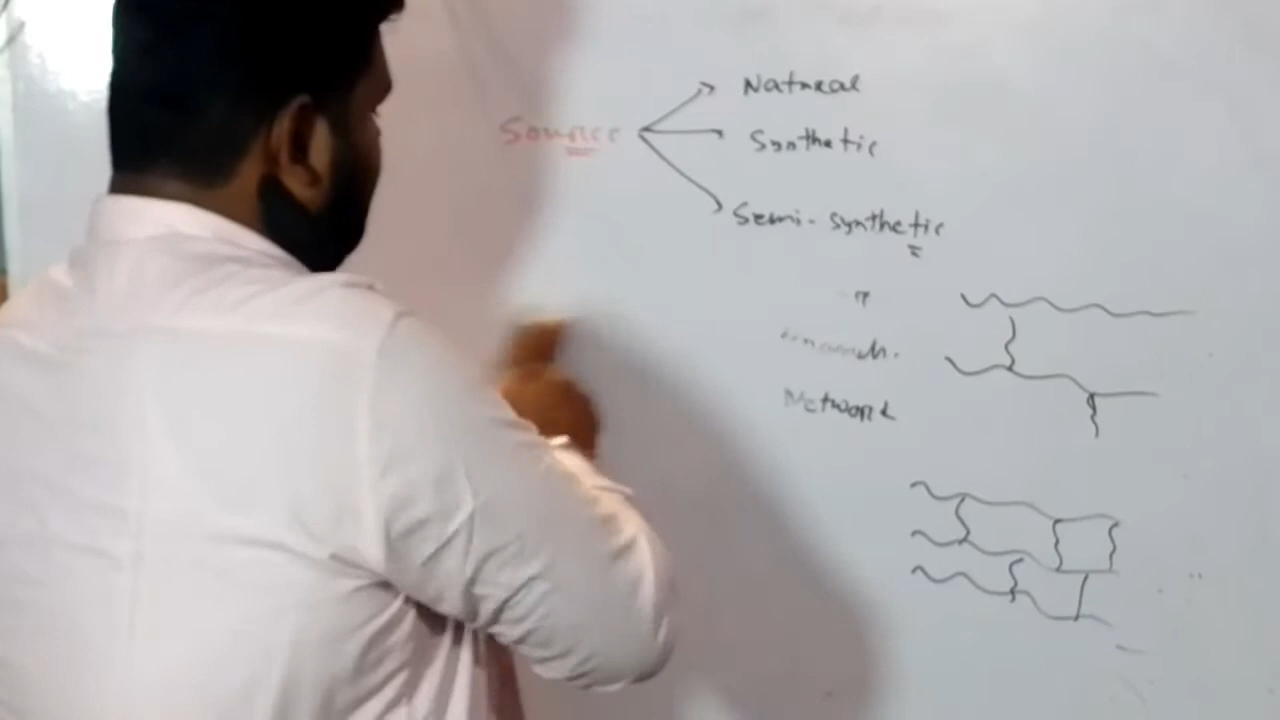 Source
Natural
Synthetic
Semi-synthetic
Network